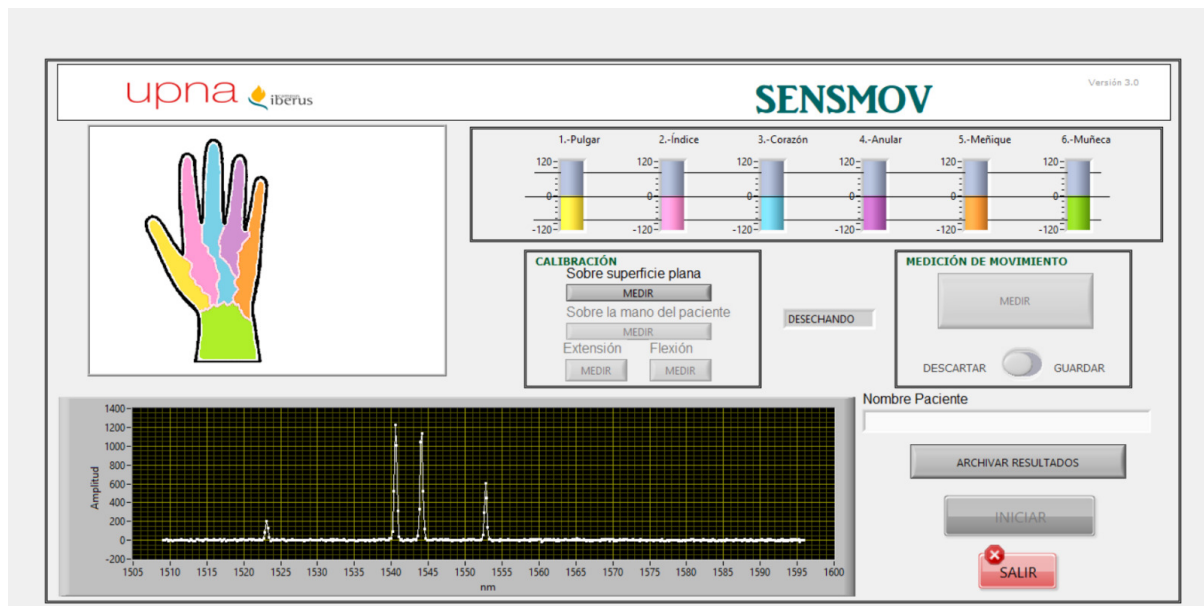 upna iberus
SENSMOV
Versión 3.0
1.-Pulgar 2.-Índice 3.-Corazón 4.-Anular 5.-Meñique 6.-Muñeca
120 120 120 120 120 120
0 0 0 0 0 0
-120 -120 -120 -120 -120 -120
CALIBRACIÓN
Sobre superficie plana
MEDIR
Sobre la mano del paciente
MEDIR
Extensión Flexión
MEDIR MEDIR
DESECHANDO
MEDICIÓN DE MOVIMIENTO
MEDIR
DESCARTAR GUARDAR
1400
1200
1000
800
600
400
200
0
-200
Amplitud
1505 1510 1515 1520 1525 1530 1535 1540 1545 1550 1555 1560 1565 1570 1575 1580 1585 1590 1595 1600
nm
Nombre Paciente
ARCHIVAR RESULTADOS
INICIAR
SALIR